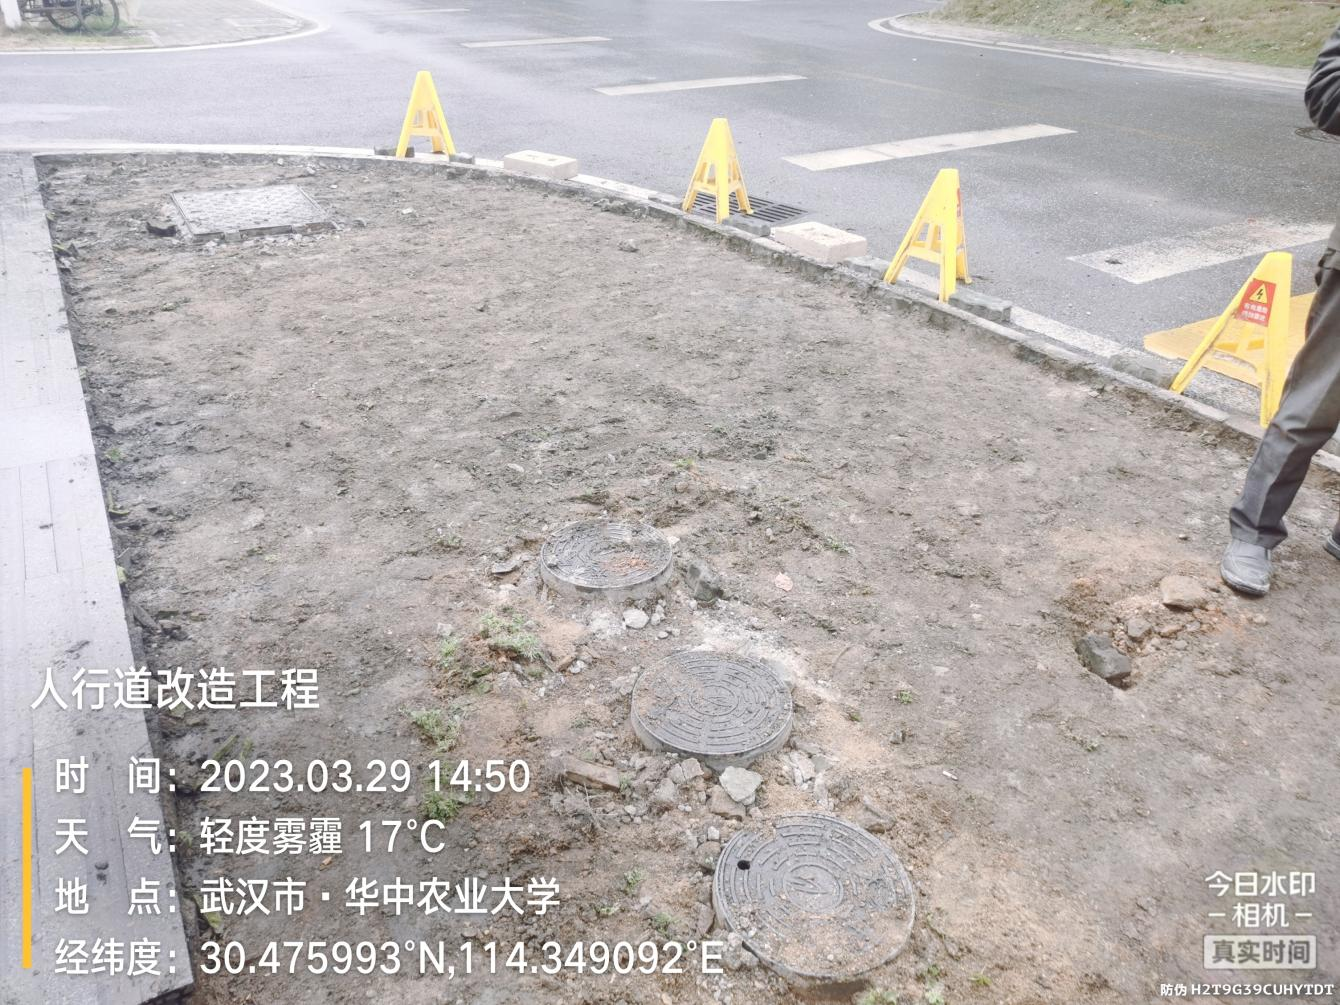 人行道改造工程
时 间：2023.03.29 14:50
天 气：轻度雾霾 17℃
地 点：武汉市·华中农业大学
经纬度：30.475993°N,114.349092°E
今日水印
相机
真实时间
防伪 H2T9G39CUHYTDT